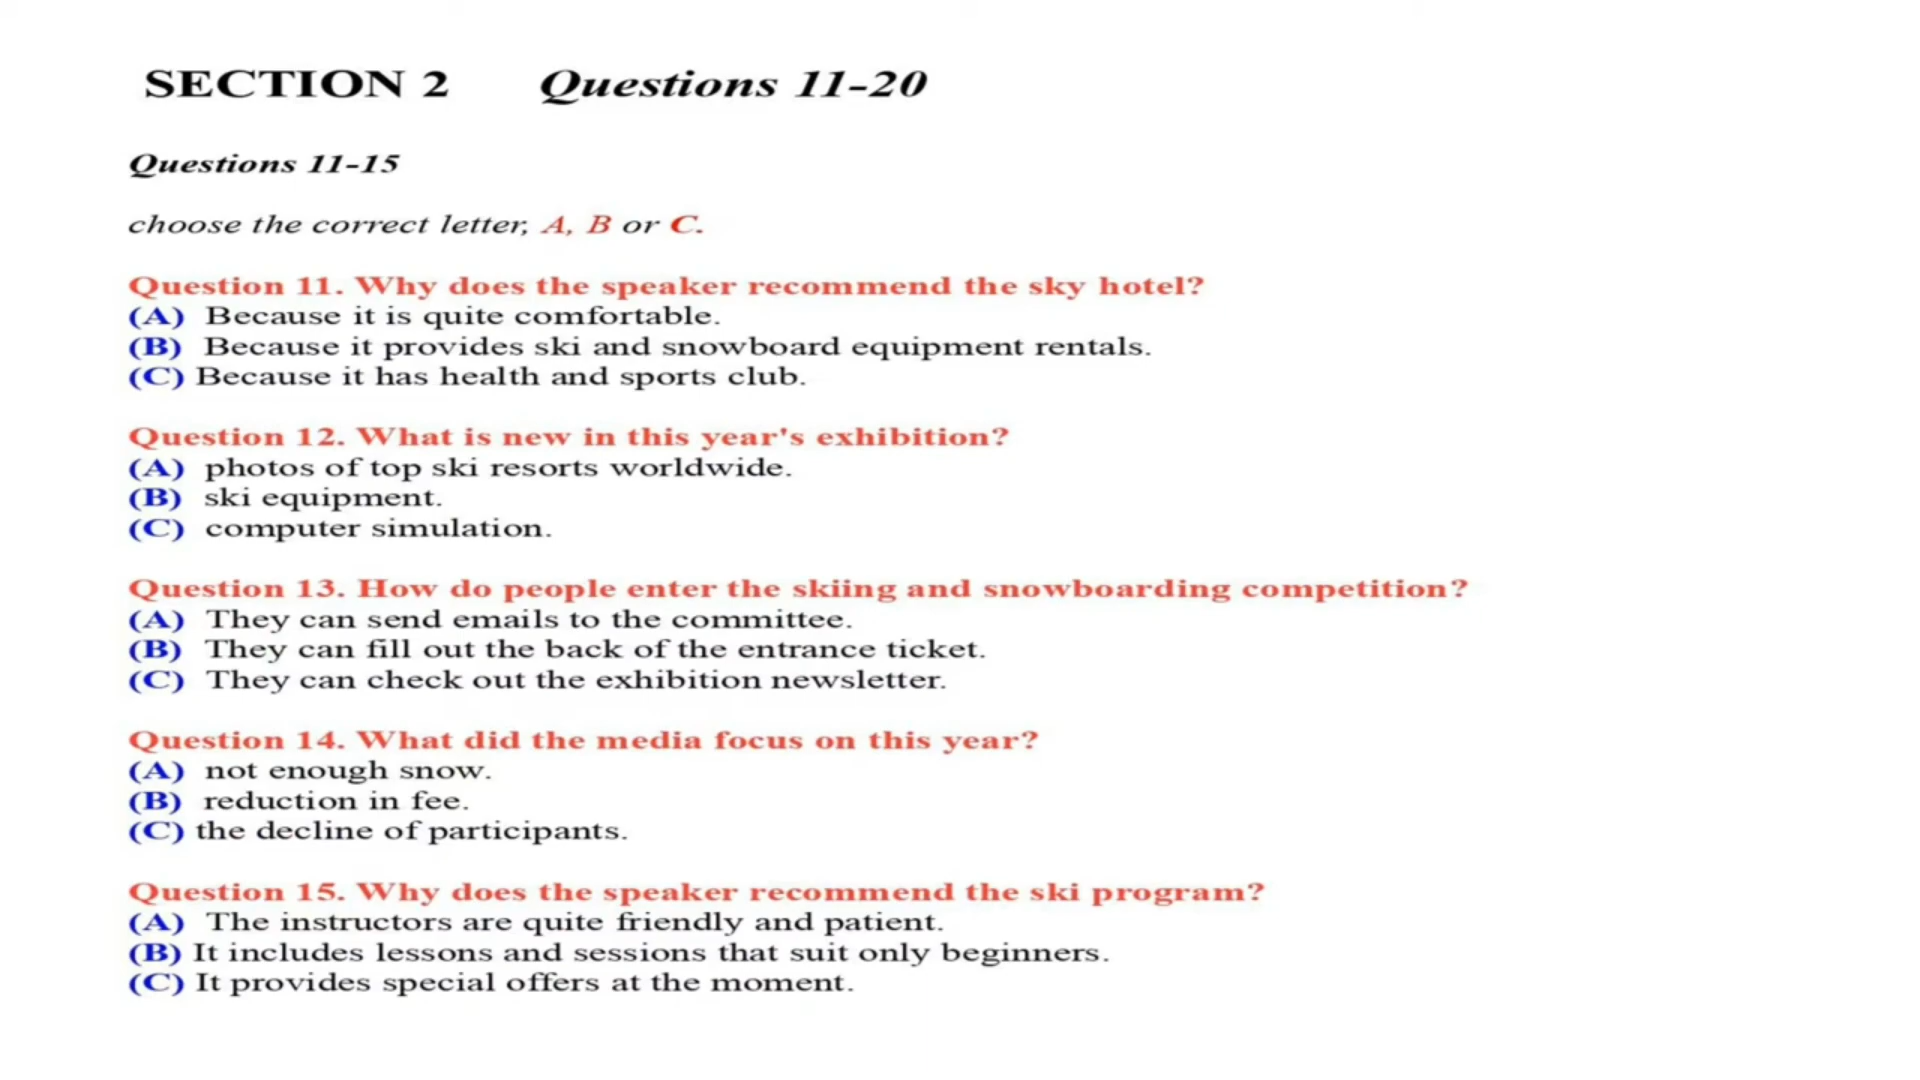 SECTION 2 Questions 11-20
Questions 11-15
choose the correct letter, A, B or C.
Question 11. Why does the speaker recommend the sky hotel?
(A) Because it is quite comfortable.
(B) Because it provides ski and snowboard equipment rentals.
(C) Because it has health and sports club.
Question 12. What is new in this year's exhibition?
(A) photos of top ski resorts worldwide.
(B) ski equipment.
(C) computer simulation.
Question 13. How do people enter the skiing and snowboarding competition?
(A) They can send emails to the committee.
(B) They can fill out the back of the entrance ticket.
(C) They can check out the exhibition newsletter.
Question 14. What did the media focus on this year?
(A) not enough snow.
(B) reduction in fee.
(C) the decline of participants.
Question 15. Why does the speaker recommend the ski program?
(A) The instructors are quite friendly and patient.
(B) It includes lessons and sessions that suit only beginners.
(C) It provides special offers at the moment.